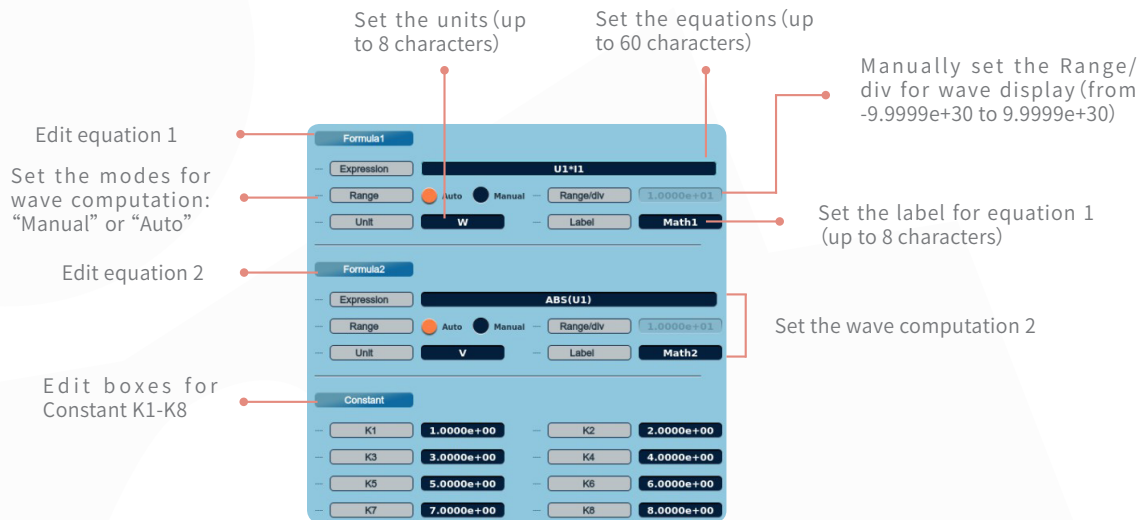 Set the units (up
to 8 characters)
Set the equations (up
to 60 characters)
Manually set the Range/
div for wave display (from
-9.9999e+30 to 9.9999e+30)
Edit equation 1
Set the modes for
wave computation:
“Manual” or “Auto”
Formula1
Expression U1*I1
Range Auto Manual Range/div 1.0000e+01
Unit W Label Math1
Set the label for equation 1
(up to 8 characters)
Edit equation 2
Formula2
Expression ABS(U1)
Range Auto Manual Range/div 1.0000e+01
Unit V Label Math2
Set the wave computation 2
Edit boxes for
Constant K1-K8
Constant
K1 1.0000e+00 K2 2.0000e+00
K3 3.0000e+00 K4 4.0000e+00
K5 5.0000e+00 K6 6.0000e+00
K7 7.0000e+00 K8 8.0000e+00